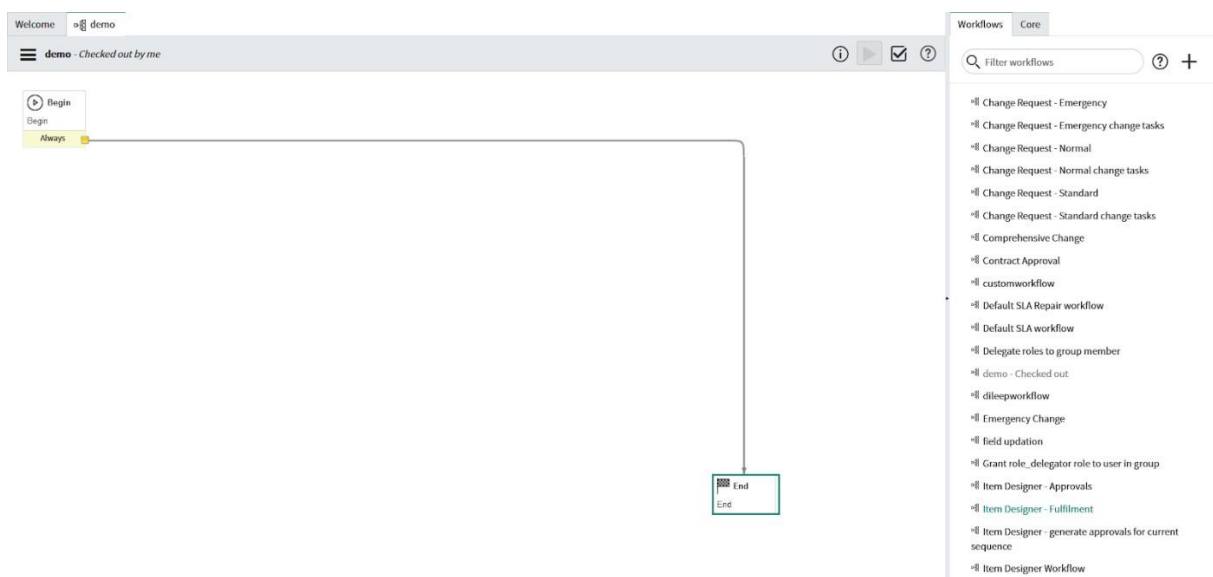 Welcome
demo
Workflows
Core
demo - Checked out by me
Filter workflows
Begin
Begin
Always
End
End
Change Request - Emergency
Change Request - Emergency change tasks
Change Request - Normal
Change Request - Normal change tasks
Change Request - Standard
Change Request - Standard change tasks
Comprehensive Change
Contract Approval
customworkflow
Default SLA Repair workflow
Default SLA workflow
Delegate roles to group member
demo - Checked out
dileepworkflow
Emergency Change
field updation
Grant role_delegator role to user in group
Item Designer - Approvals
Item Designer - Fulfilment
Item Designer - generate approvals for current
sequence
Item Designer Workflow